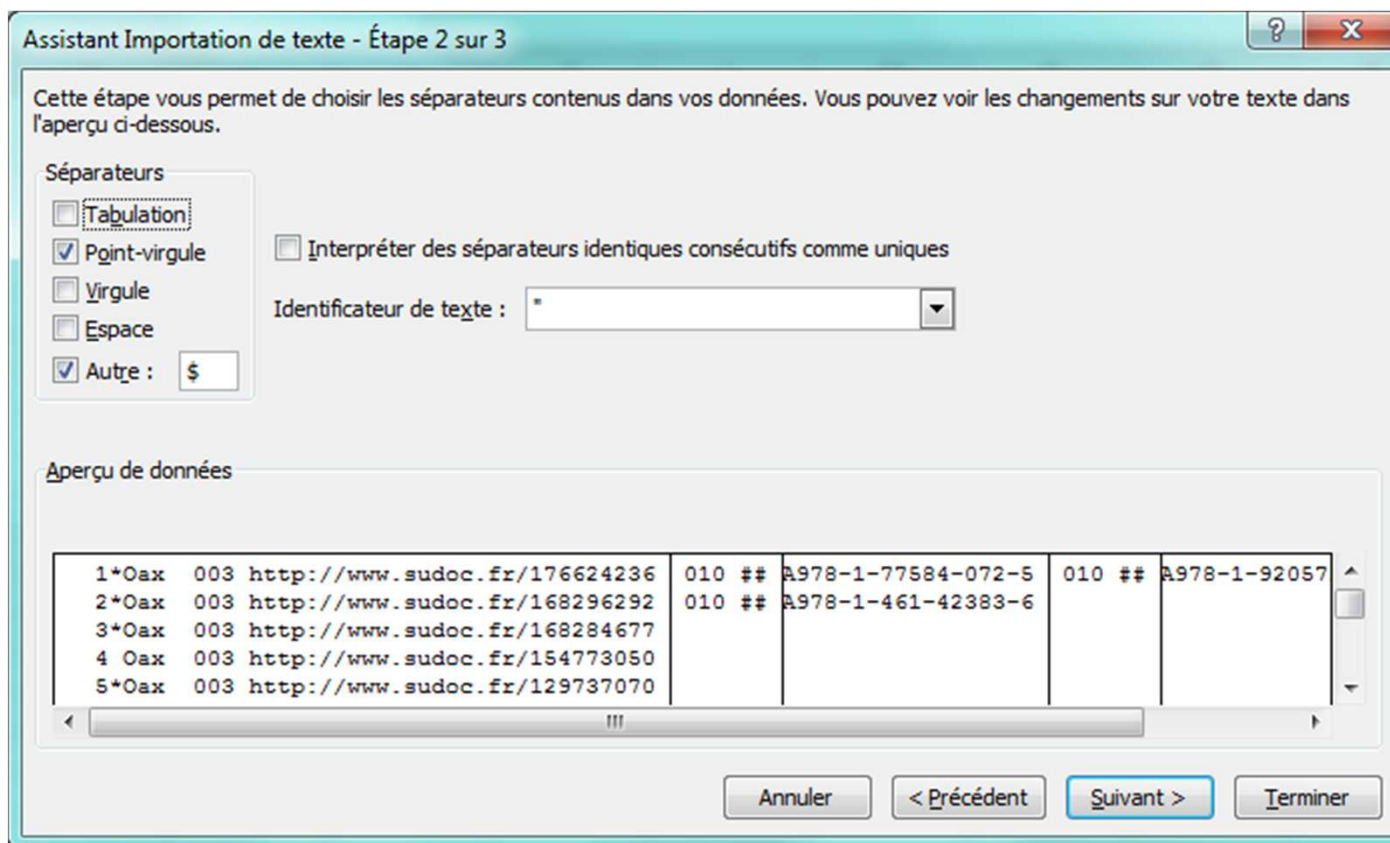 Assistant Importation de texte - Étape 2 sur 3
Cette étape vous permet de choisir les séparateurs contenus dans vos données. Vous pouvez voir les changements sur votre texte dans
l'aperçu ci-dessous.
Séparateurs
Tabulation
Point-virgule
Virgule
Espace
Autre : $
Interpréter des séparateurs identiques consécutifs comme uniques
Identificateur de texte : "
Aperçu de données
1*Oax 003 http://www.sudoc.fr/176624236 010 ## A978-1-77584-072-5 010 ## A978-1-92057
2*Oax 003 http://www.sudoc.fr/168296292 010 ## A978-1-461-42383-6
3*Oax 003 http://www.sudoc.fr/168284677
4 Oax 003 http://www.sudoc.fr/154773050
5*Oax 003 http://www.sudoc.fr/129737070
Annuler < Précédent Suivant > Terminer